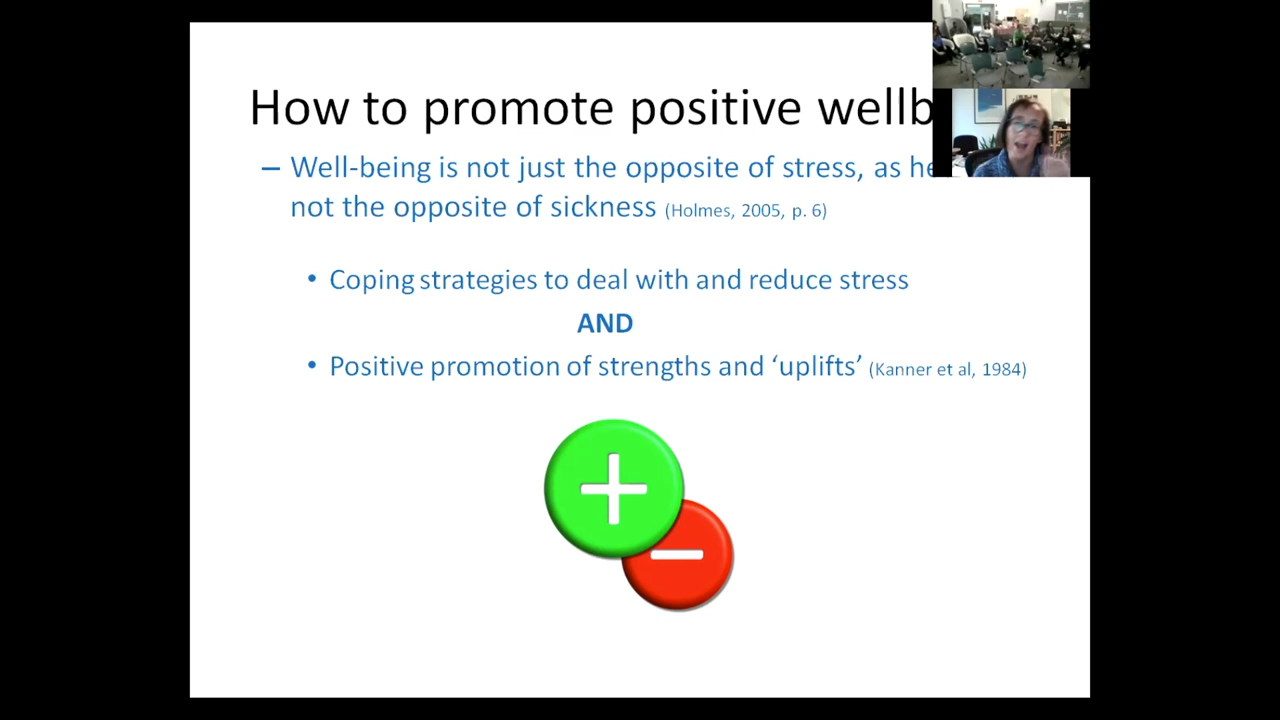 How to promote positive wellb
– Well-being is not just the opposite of stress, as he
not the opposite of sickness (Holmes, 2005, p. 6)
• Coping strategies to deal with and reduce stress
AND
• Positive promotion of strengths and ‘uplifts’ (Kanner et al, 1984)